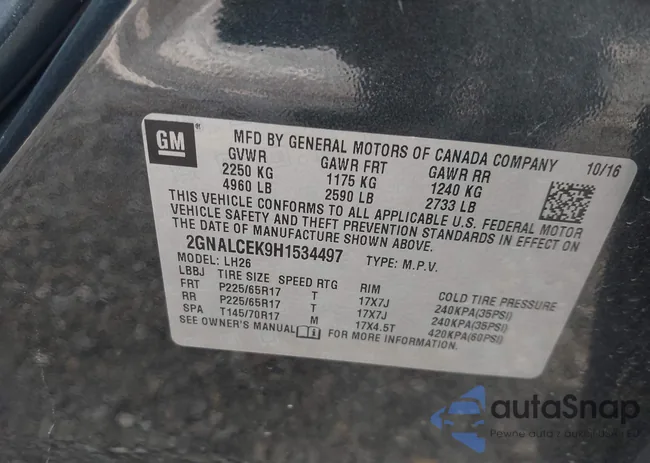 GM
MFD BY GENERAL MOTORS OF CANADA COMPANY 10/16
GVWR GAWR FRT GAWR RR
2250 KG 1175 KG 1240 KG
4960 LB 2590 LB 2733 LB
THIS VEHICLE CONFORMS TO ALL APPLICABLE U.S. FEDERAL MOTOR
VEHICLE SAFETY AND THEFT PREVENTION STANDARDS IN EFFECT ON
THE DATE OF MANUFACTURE SHOWN ABOVE.
2GNALCEK9H1534497 TYPE: M.P.V.
MODEL: LH26
LBBJ TIRE SIZE SPEED RTG RIM COLD TIRE PRESSURE
FRT P225/65R17 T 17X7J 240KPA(35PSI)
RR P225/65R17 T 17X7J 240KPA(35PSI)
SPA T145/70R17 M 17X4.5T 420KPA(60PSI)
SEE OWNER'S MANUAL FOR MORE INFORMATION.
autaSnap
Pewne auta z